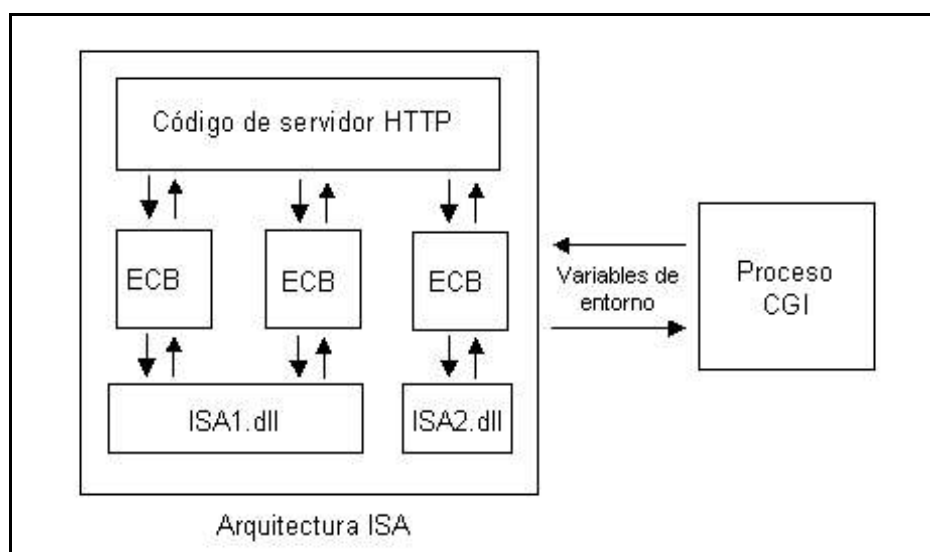 Código de servidor HTTP
ECB
ECB
ECB
Variables de
entorno
Proceso
CGI
ISA1.dll
ISA2.dll
Arquitectura ISA